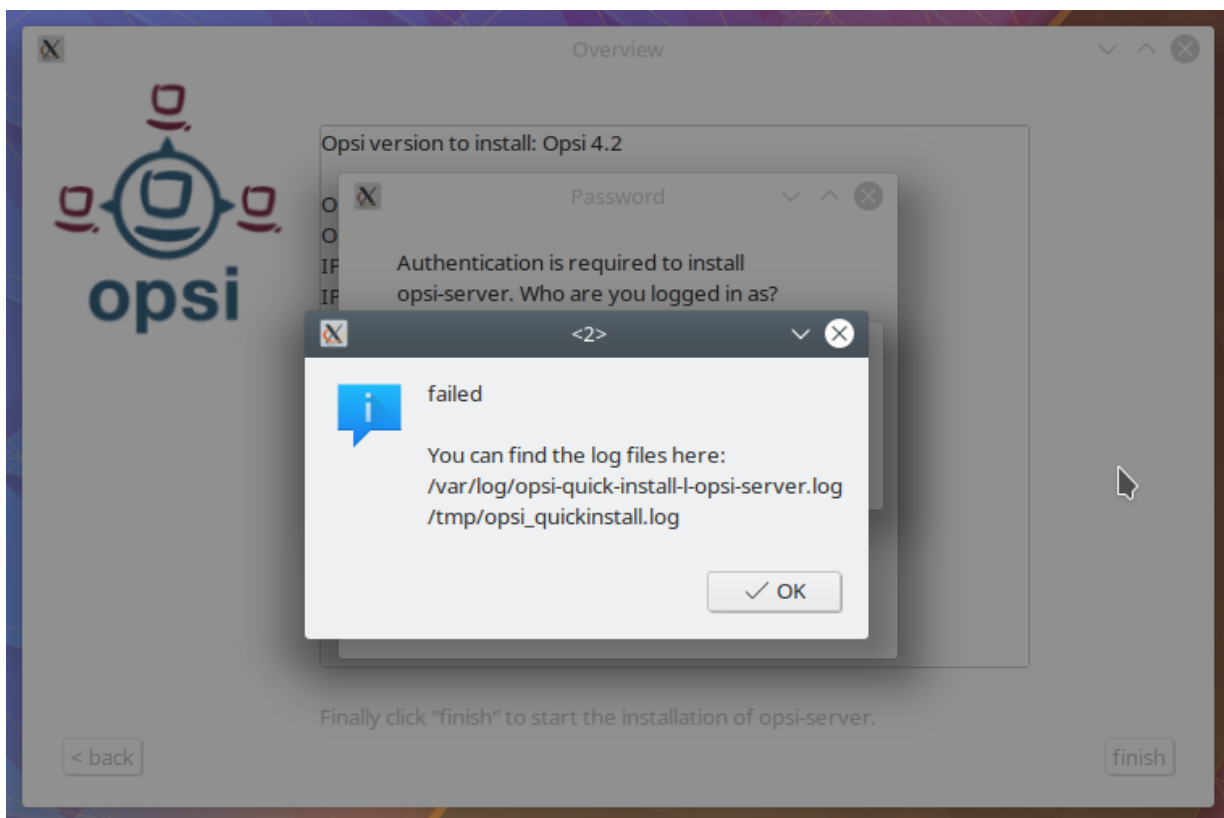 Overview
opsi
Opsi version to install: Opsi 4.2
O
O
IF
IF
Password
Authentication is required to install
opsi-server. Who are you logged in as?
<2>
failed
You can find the log files here:
/var/log/opsi-quick-install-l-opsi-server.log
/tmp/opsi_quickinstall.log
OK
Finally click "finish" to start the installation of opsi-server.
< back
finish